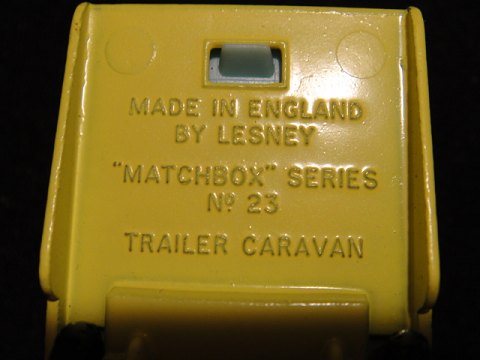 MADE IN ENGLAND
BY LESNEY
"MATCHBOX" SERIES
Nº 23
TRAILER CARAVAN